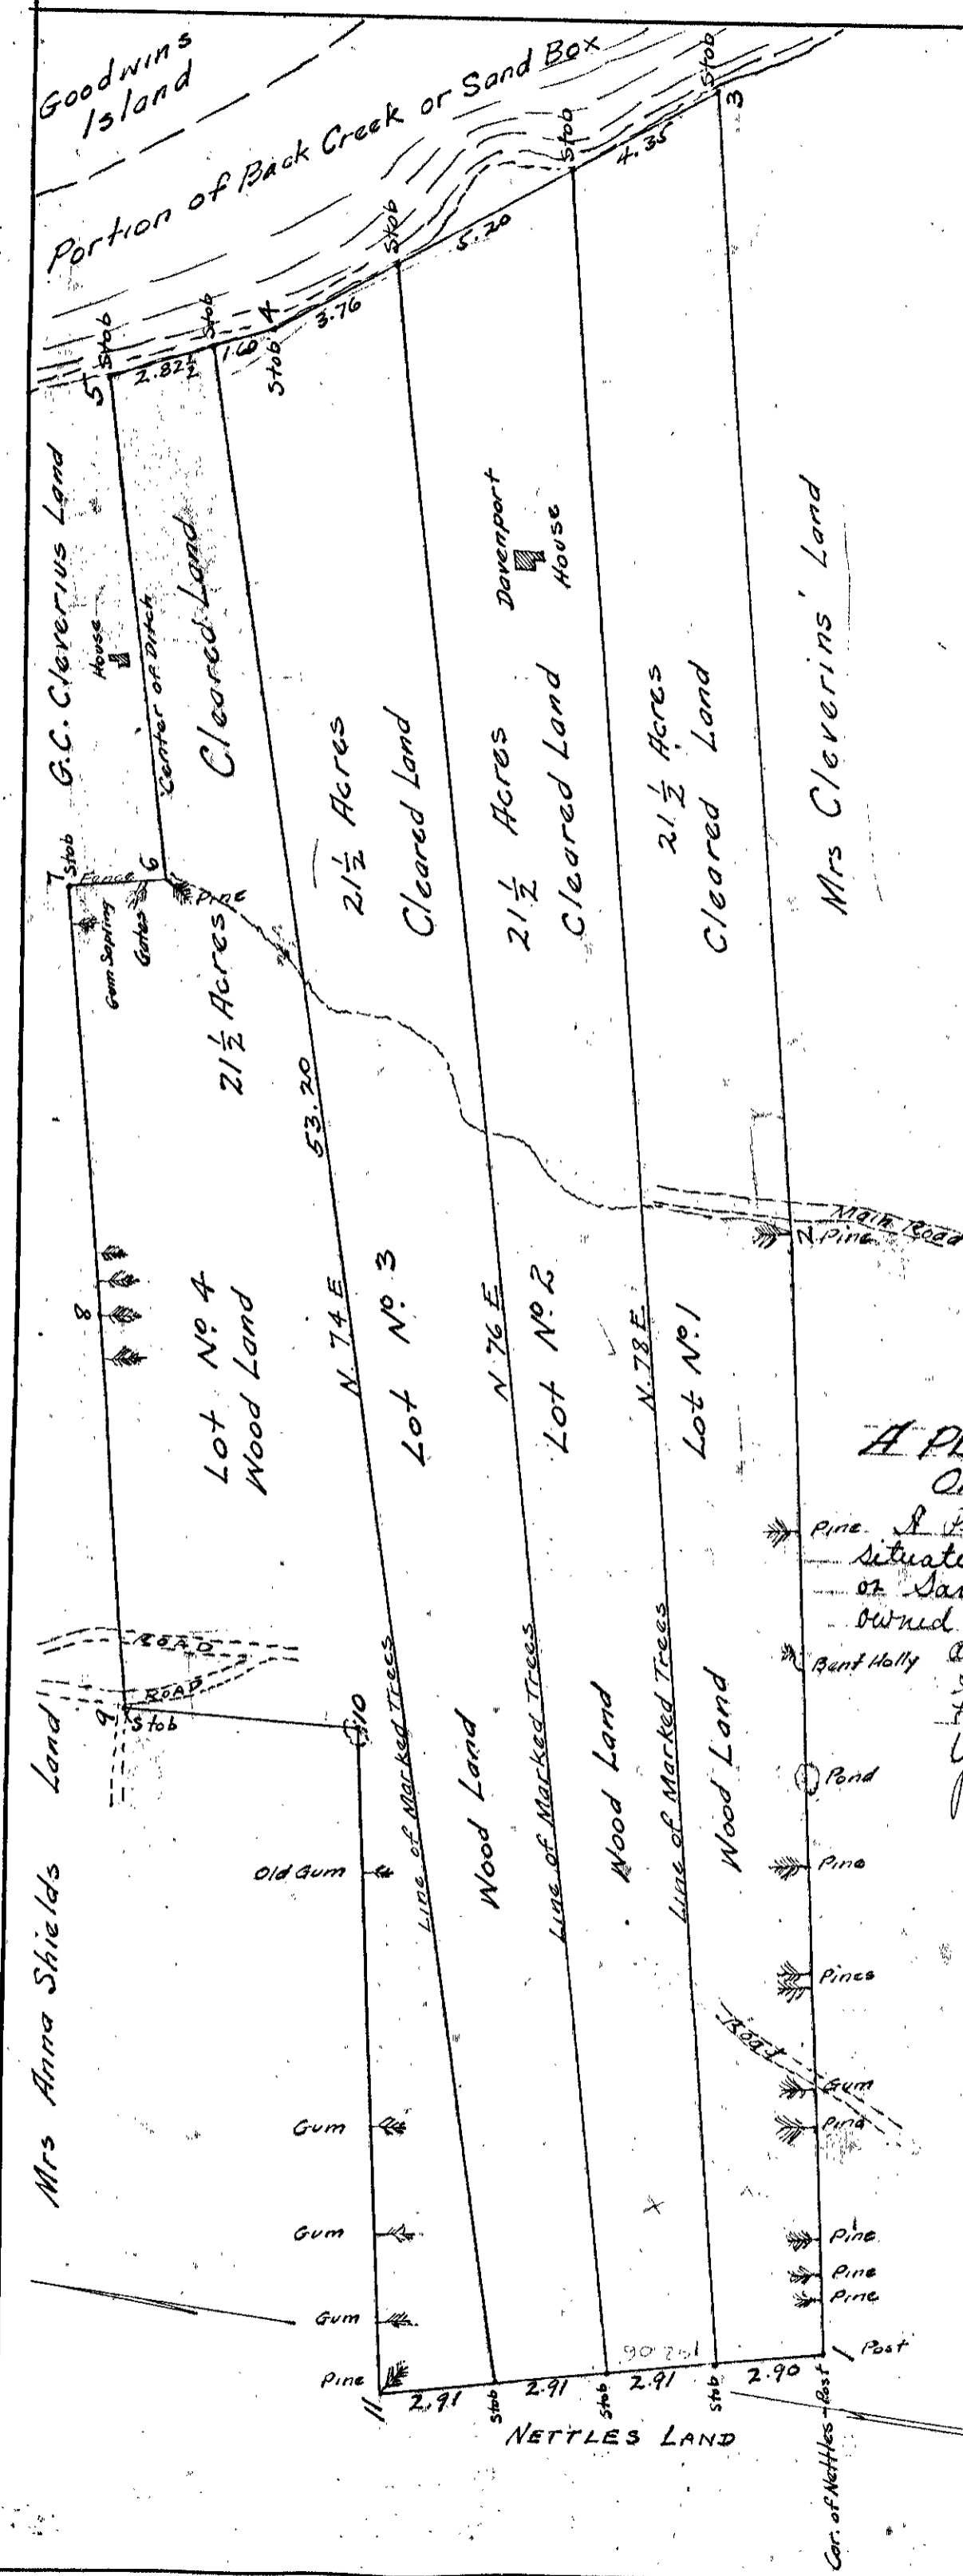 Goodwins
Island
Portion of Back Creek or Sand Box
Stob
3
Stob
4.35
Stob
5.20
3.76
4
Stob
Stob
1.60
2.82½
5
Stob
G.C. Cleverius Land
House
Center of Ditch
Cleared Land
7
Stob
Fence
6
Pine
Gum Sapling
Gates
21½ Acres
53.20
N. 74 E
8
Lot Nº 4
Wood Land
21½ Acres
Cleared Land
Lot Nº 3
N. 76 E
Davenport
House
21½ Acres
Cleared Land
Lot Nº 2
N. 78 E
21½ Acres
Cleared Land
Lot Nº 1
Mrs Cleverins' Land
Main Road
2
Pine
A
Pine
A
situate
or San
owned
Bent Holly
Pond
Pine
Pines
Road
Gum
Pine
Pine
Pine
Pine
1 Post
ROAD
ROAD
9
Stob
10
Line of Marked Trees
Wood Land
Line of Marked Trees
Wood Land
Line of Marked Trees
Wood Land
Mrs Anna Shields Land
Old Gum
Gum
Gum
Gum
Pine
11
2.91
Stob
2.91
Stob
2.91
Stob
2.90
NETTLES LAND
Cor. of Nettles - Post